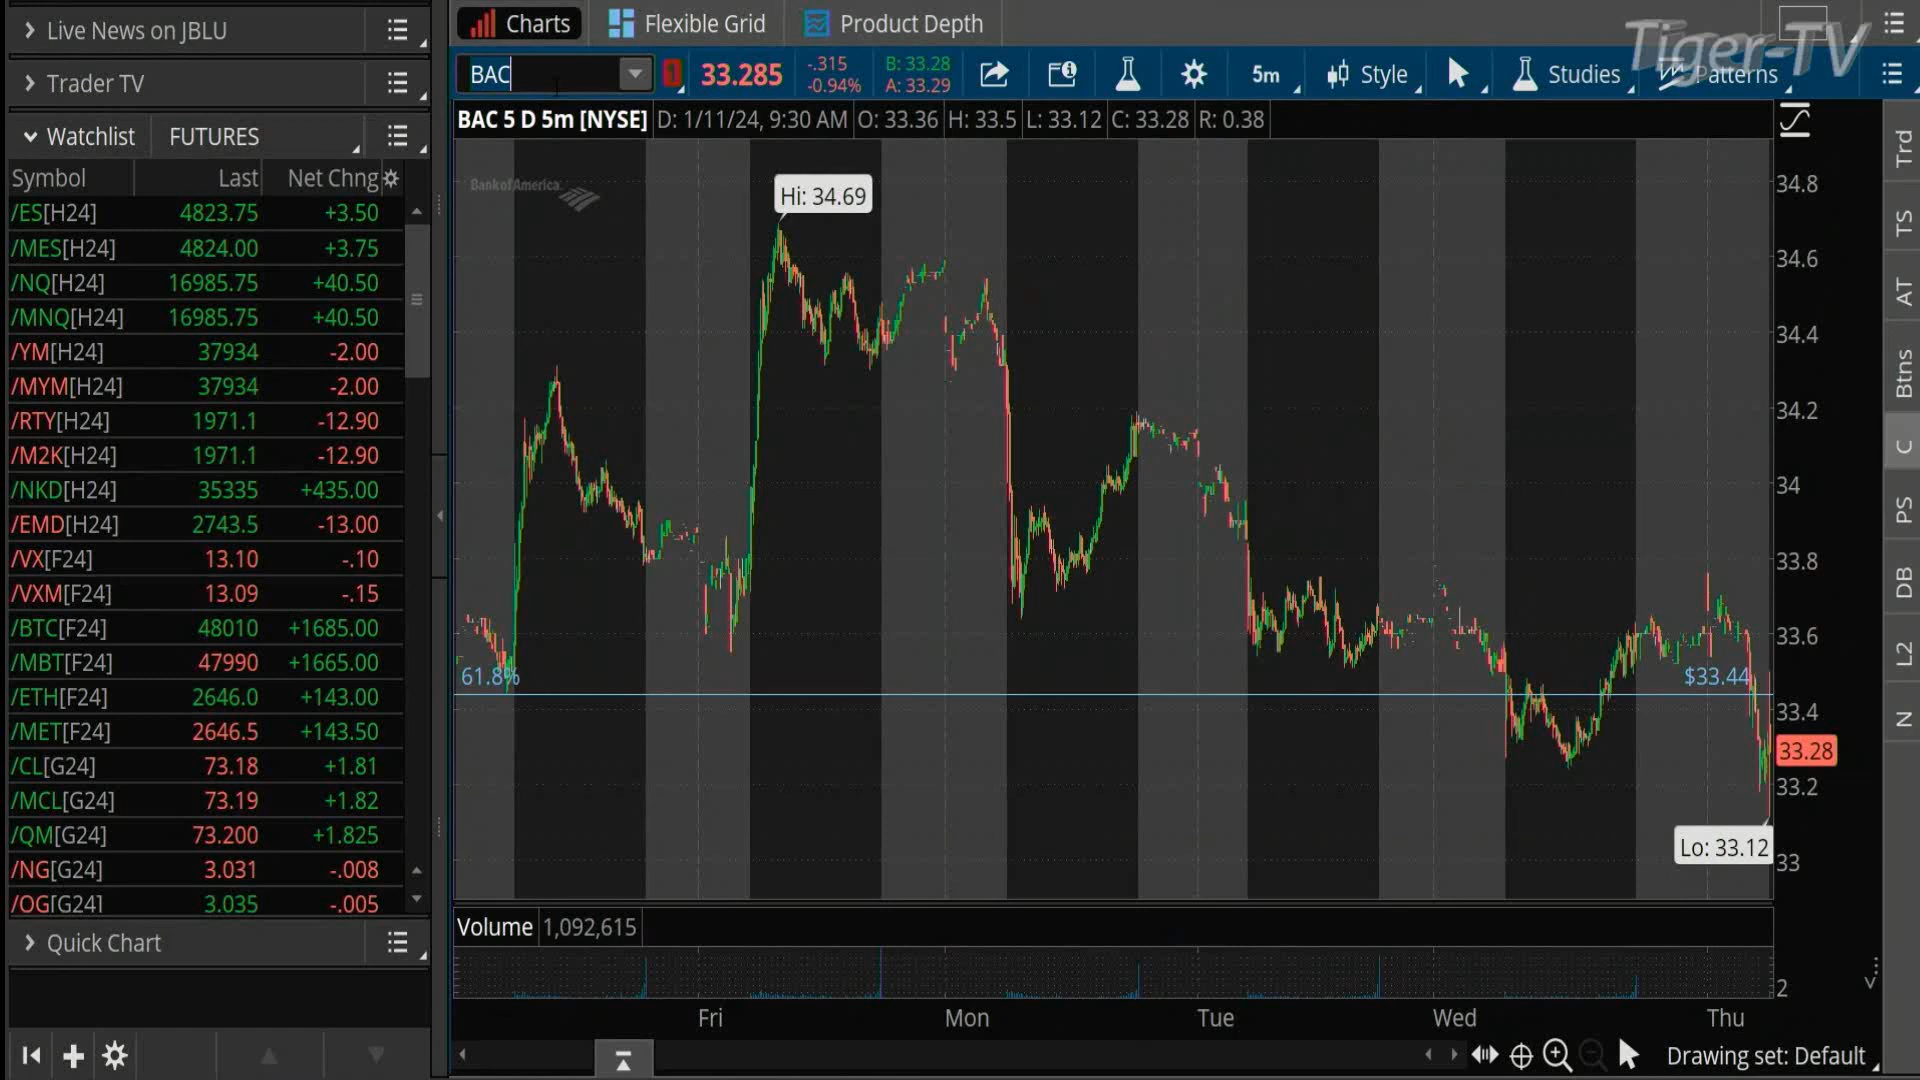 Live News on JBLU
Trader TV
Watchlist FUTURES
Symbol Last Net Chng
/ES[H24] 4823.75 +3.50
/MES[H24] 4824.00 +3.75
/NQ[H24] 16985.75 +40.50
/MNQ[H24] 16985.75 +40.50
/YM[H24] 37934 -2.00
/MYM[H24] 37934 -2.00
/RTY[H24] 1971.1 -12.90
/M2K[H24] 1971.1 -12.90
/NKD[H24] 35335 +435.00
/EMD[H24] 2743.5 -13.00
/VX[F24] 13.10 -.10
/VXM[F24] 13.09 -.15
/BTC[F24] 48010 +1685.00
/MBT[F24] 47990 +1665.00
/ETH[F24] 2646.0 +143.00
/MET[F24] 2646.5 +143.50
/CL[G24] 73.18 +1.81
/MCL[G24] 73.19 +1.82
/QM[G24] 73.200 +1.825
/NG[G24] 3.031 -.008
/QG[G24] 3.035 -.005
Quick Chart
Charts Flexible Grid Product Depth
Tiger-TV
BAC 1 33.285 -.315 B: 33.28 5m Style Studies Patterns
-0.94% A: 33.29
BAC 5 D 5m [NYSE] D: 1/11/24, 9:30 AM O: 33.36 H: 33.5 L: 33.12 C: 33.28 R: 0.38
Bank of America
Hi: 34.69
61.8%
$33.44
Lo: 33.12
34.8
34.6
34.4
34.2
34
33.8
33.6
33.4
33.28
33.2
33
Volume 1,092,615
2
Fri Mon Tue Wed Thu
Drawing set: Default
Trd
TS
AT
Btns
C
PS
DB
L2
N